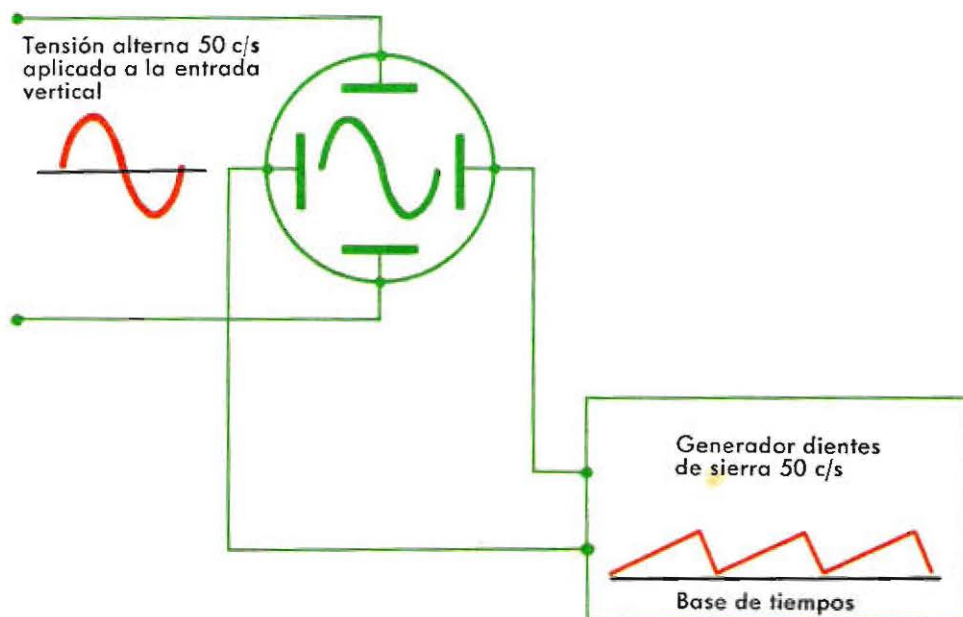 Tensión alterna 50 c/s
aplicada a la entrada
vertical
Generador dientes
de sierra 50 c/s
Base de tiempos